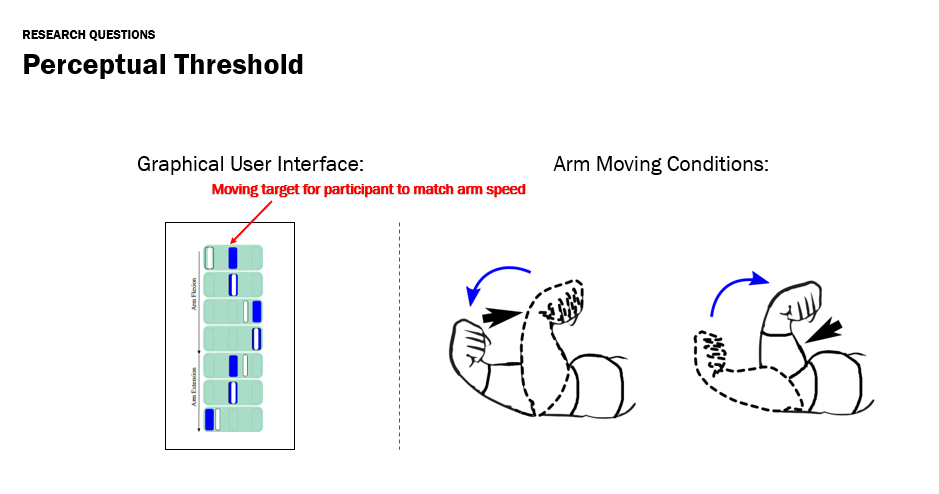 RESEARCH QUESTIONS
Perceptual Threshold
Graphical User Interface:
Arm Moving Conditions:
Moving target for participant to match arm speed
Arm Flexion
Arm Extension